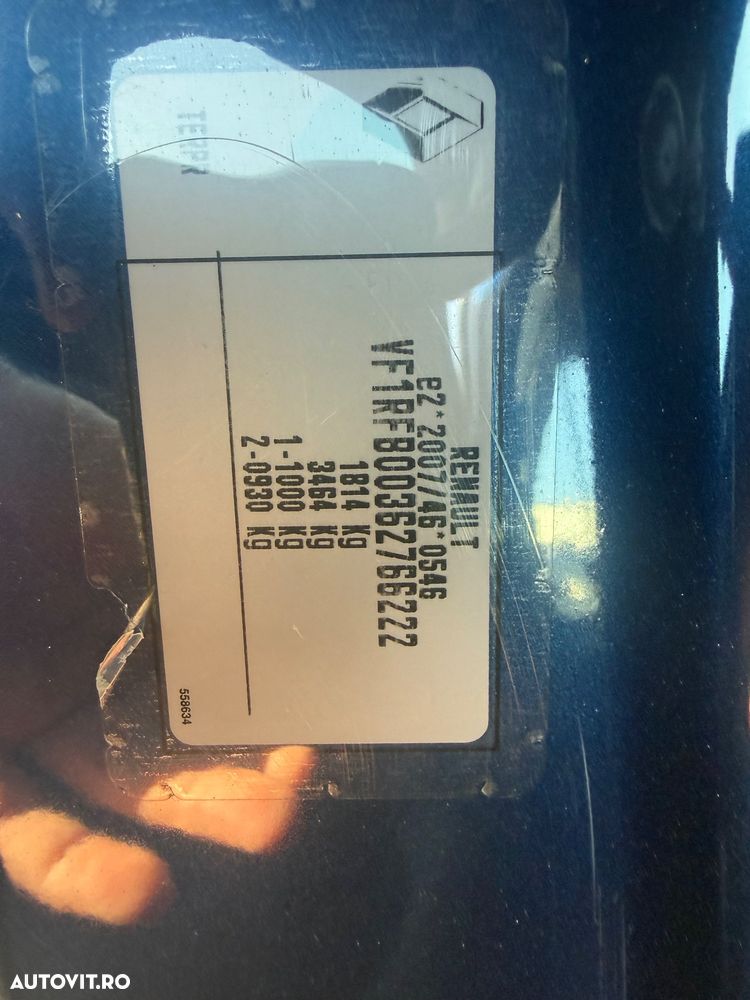 RENAULT
e2*2007/46*0546
VF1RFB00362766222
1814 kg
3464 kg
1-1000 kg
2-0930 kg
TEMPR
558634
AUTOVIT.RO